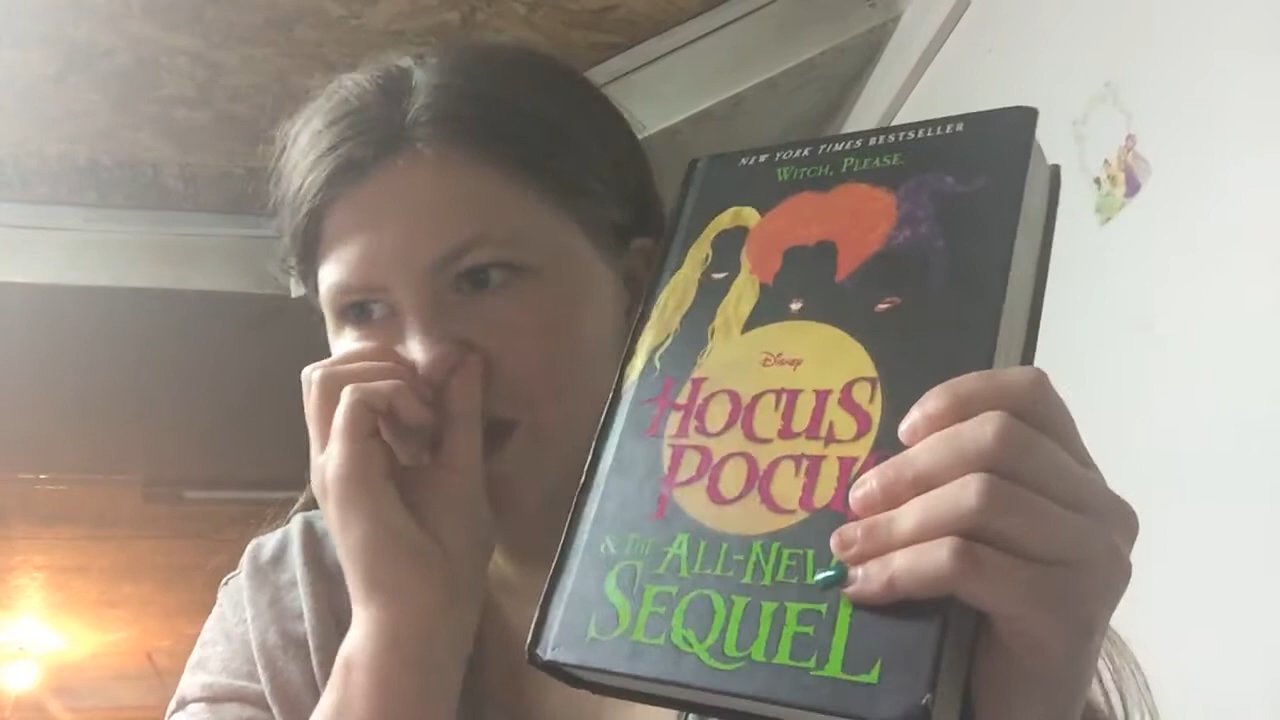 NEW YORK TIMES BESTSELLER
WITCH, PLEASE.
Disney
HOCUS
POCU
& THE ALL-NEW
SEQUEL